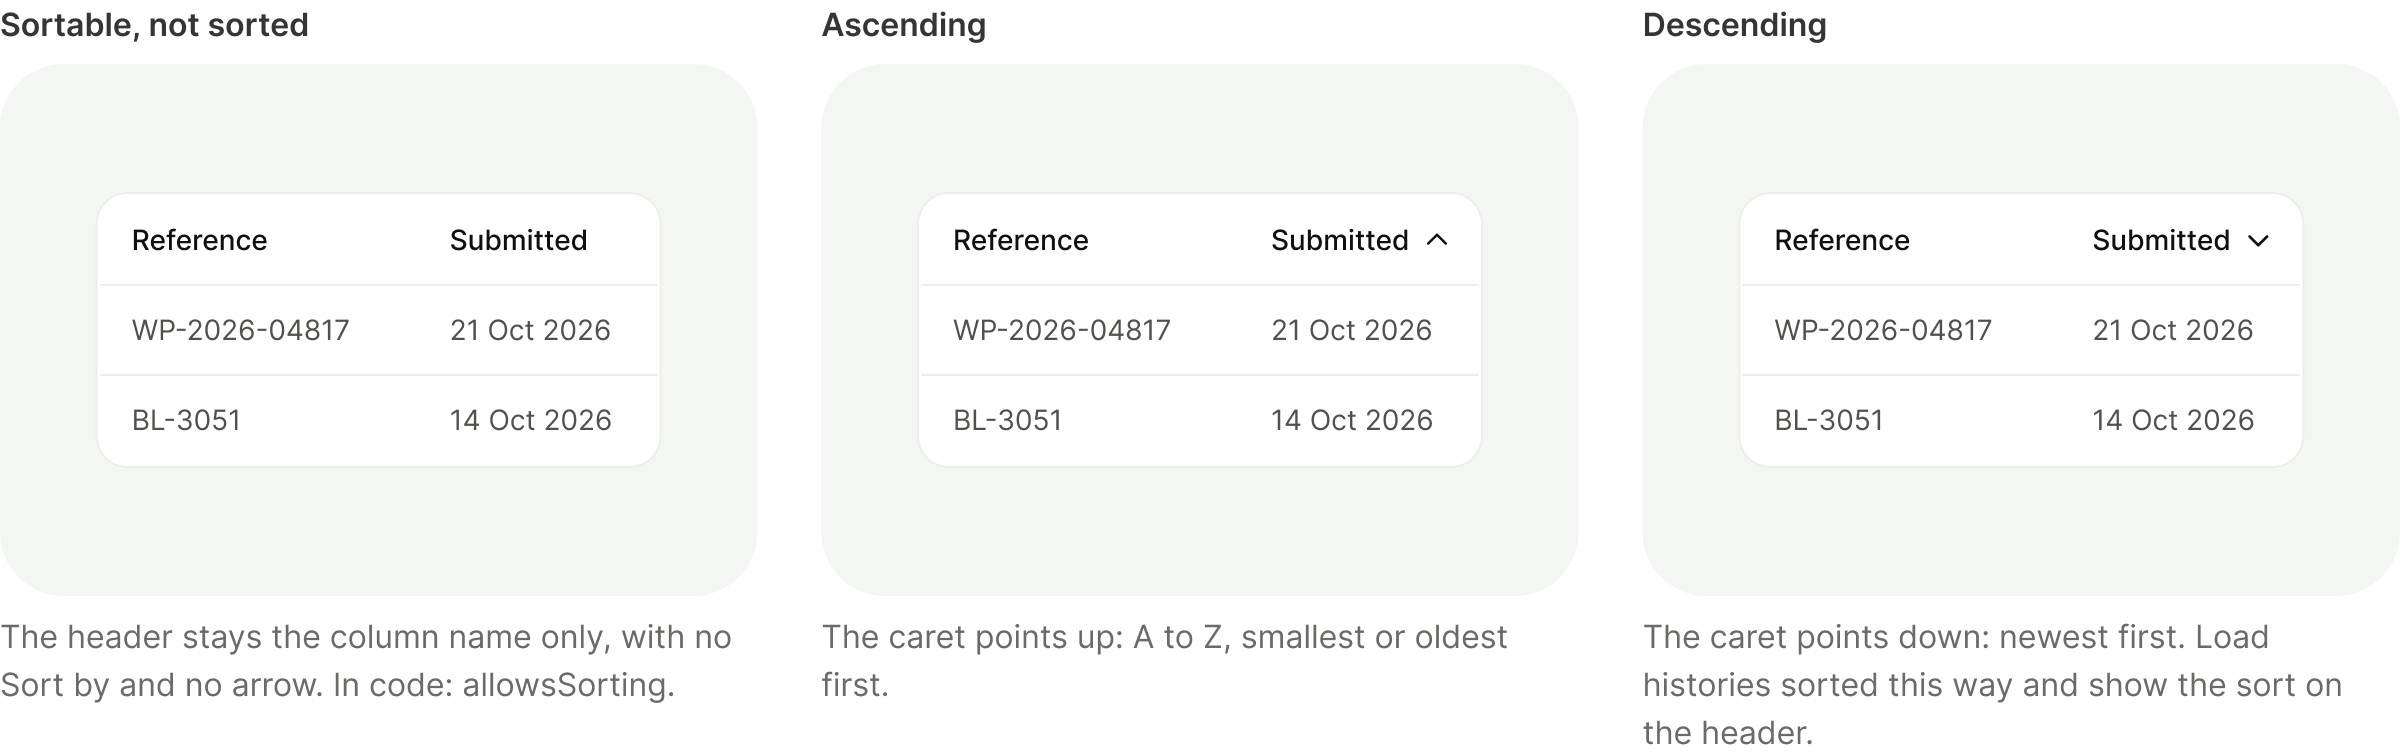 Sortable, not sorted
Reference Submitted
WP-2026-04817 21 Oct 2026
BL-3051 14 Oct 2026
The header stays the column name only, with no
Sort by and no arrow. In code: allowsSorting.
Ascending
Reference Submitted
WP-2026-04817 21 Oct 2026
BL-3051 14 Oct 2026
The caret points up: A to Z, smallest or oldest
first.
Descending
Reference Submitted
WP-2026-04817 21 Oct 2026
BL-3051 14 Oct 2026
The caret points down: newest first. Load
histories sorted this way and show the sort on
the header.